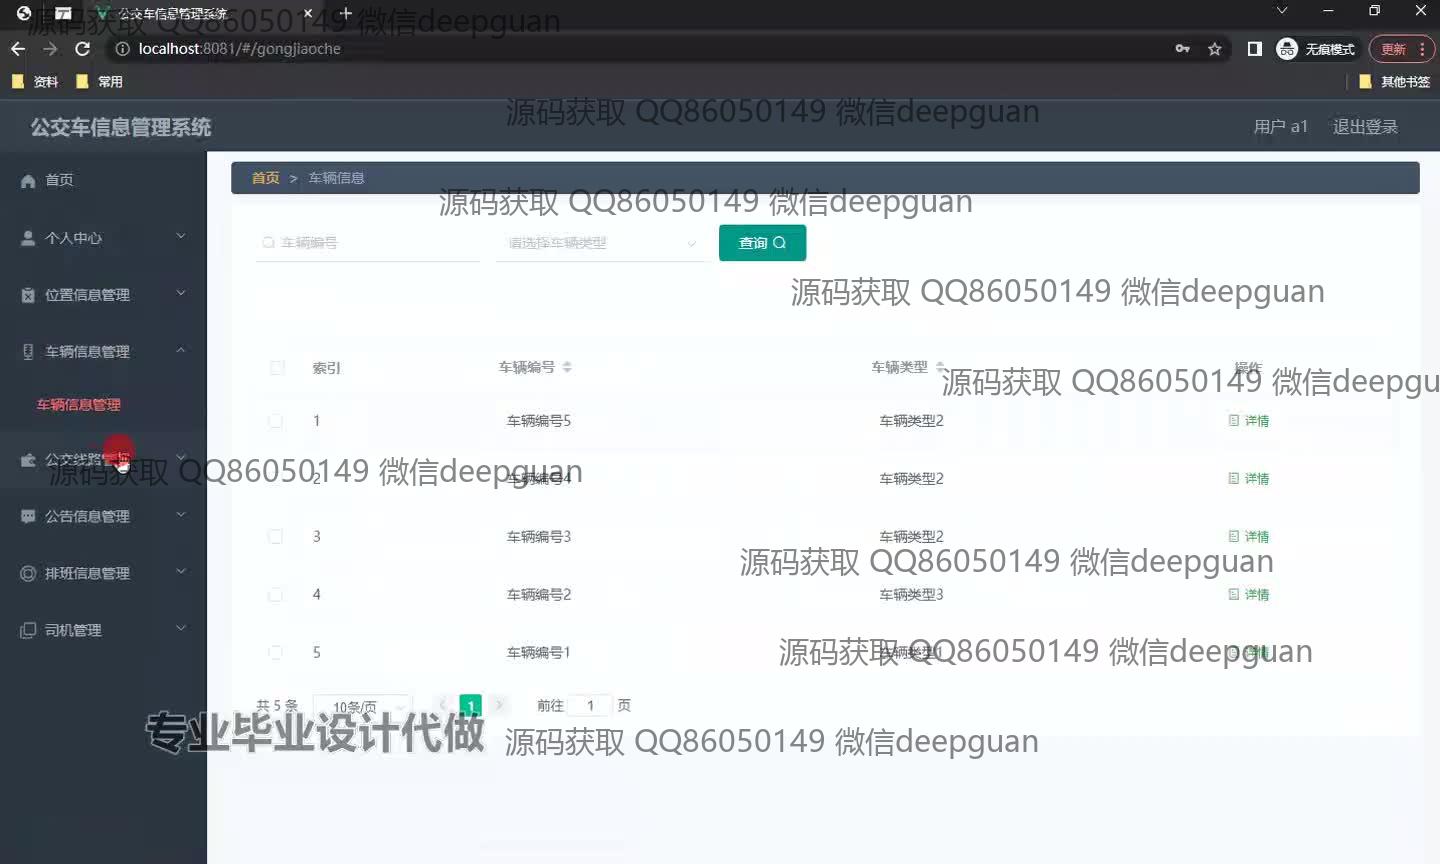 公交车信息管理系统
源码获取 QQ86050149 微信deepguan
localhost:8081/#/gongjiaoche
无痕模式
更新
资料
常用
其他书签
源码获取 QQ86050149 微信deepguan
公交车信息管理系统
用户 a1
退出登录
首页
首页 > 车辆信息
源码获取 QQ86050149 微信deepguan
个人中心
车辆编号
请选择车辆类型
查询
位置信息管理
源码获取 QQ86050149 微信deepguan
车辆信息管理
索引
车辆编号
车辆类型
操作
源码获取 QQ86050149 微信deepgu
车辆信息管理
1
车辆编号5
车辆类型2
详情
公交线路管理
源码获取 QQ86050149 微信deepguan
2
车辆编号4
车辆类型2
详情
公告信息管理
3
车辆编号3
车辆类型2
详情
源码获取 QQ86050149 微信deepguan
排班信息管理
4
车辆编号2
车辆类型3
详情
司机管理
5
车辆编号1
车辆类型1
详情
源码获取 QQ86050149 微信deepguan
共 5 条
10条/页
1
前往 1 页
专业毕业设计代做
源码获取 QQ86050149 微信deepguan